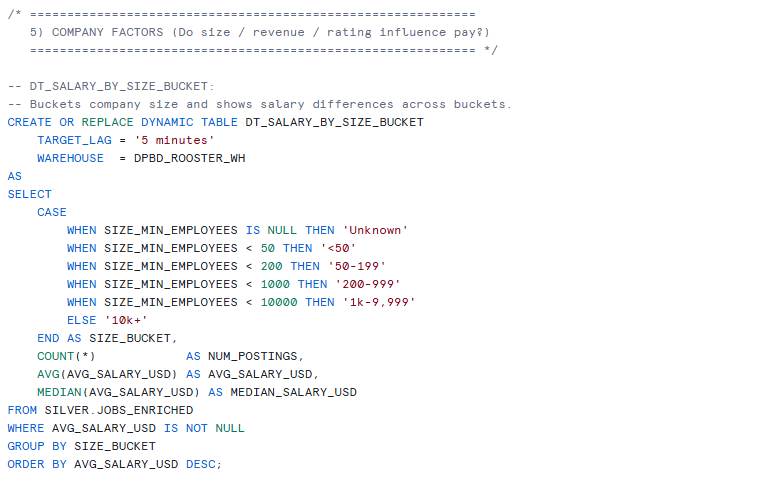 /* ============================================================
   5) COMPANY FACTORS (Do size / revenue / rating influence pay?)
   ============================================================ */

-- DT_SALARY_BY_SIZE_BUCKET:
-- Buckets company size and shows salary differences across buckets.
CREATE OR REPLACE DYNAMIC TABLE DT_SALARY_BY_SIZE_BUCKET
    TARGET_LAG = '5 minutes'
    WAREHOUSE  = DPBD_ROOSTER_WH
AS
SELECT
    CASE
        WHEN SIZE_MIN_EMPLOYEES IS NULL THEN 'Unknown'
        WHEN SIZE_MIN_EMPLOYEES < 50 THEN '<50'
        WHEN SIZE_MIN_EMPLOYEES < 200 THEN '50-199'
        WHEN SIZE_MIN_EMPLOYEES < 1000 THEN '200-999'
        WHEN SIZE_MIN_EMPLOYEES < 10000 THEN '1k-9,999'
        ELSE '10k+'
    END AS SIZE_BUCKET,
    COUNT(*)            AS NUM_POSTINGS,
    AVG(AVG_SALARY_USD) AS AVG_SALARY_USD,
    MEDIAN(AVG_SALARY_USD) AS MEDIAN_SALARY_USD
FROM SILVER.JOBS_ENRICHED
WHERE AVG_SALARY_USD IS NOT NULL
GROUP BY SIZE_BUCKET
ORDER BY AVG_SALARY_USD DESC;